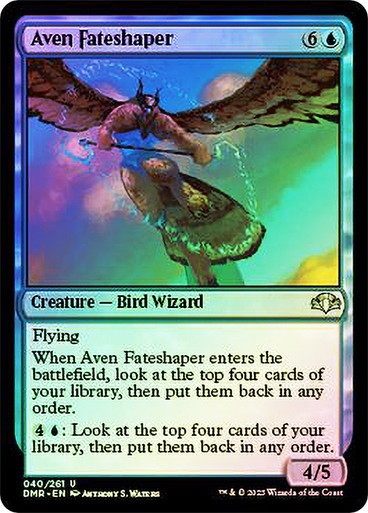 Aven Fateshaper 6
Creature — Bird Wizard
Flying
When Aven Fateshaper enters the
battlefield, look at the top four cards of
your library, then put them back in any
order.
4 : Look at the top four cards of your
library, then put them back in any order.
4/5
040/261 U
DMR • EN Anthony S. Waters
™ & © 2023 Wizards of the Coast